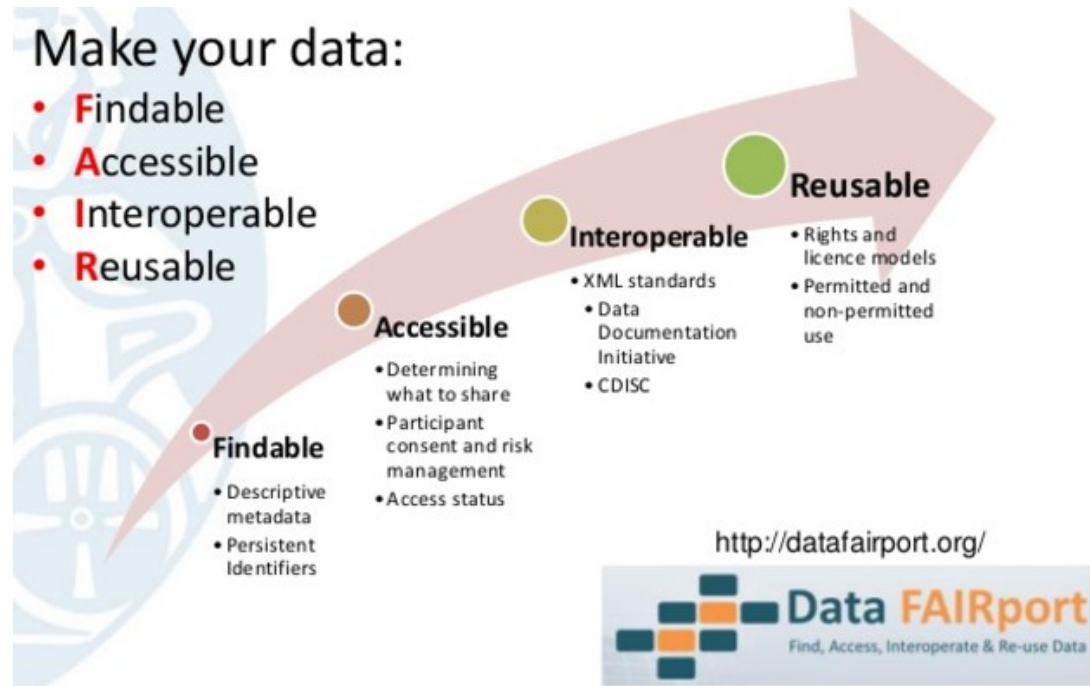 Make your data:
• Findable
• Accessible
• Interoperable
• Reusable
Findable
• Descriptive
metadata
• Persistent
Identifiers
Accessible
• Determining
what to share
• Participant
consent and risk
management
• Access status
Interoperable
• XML standards
• Data
Documentation
Initiative
• CDISC
Reusable
• Rights and
licence models
• Permitted and
non-permitted
use
http://datafairport.org/
Data FAIRport
Find, Access, Interoperate & Re-use Data